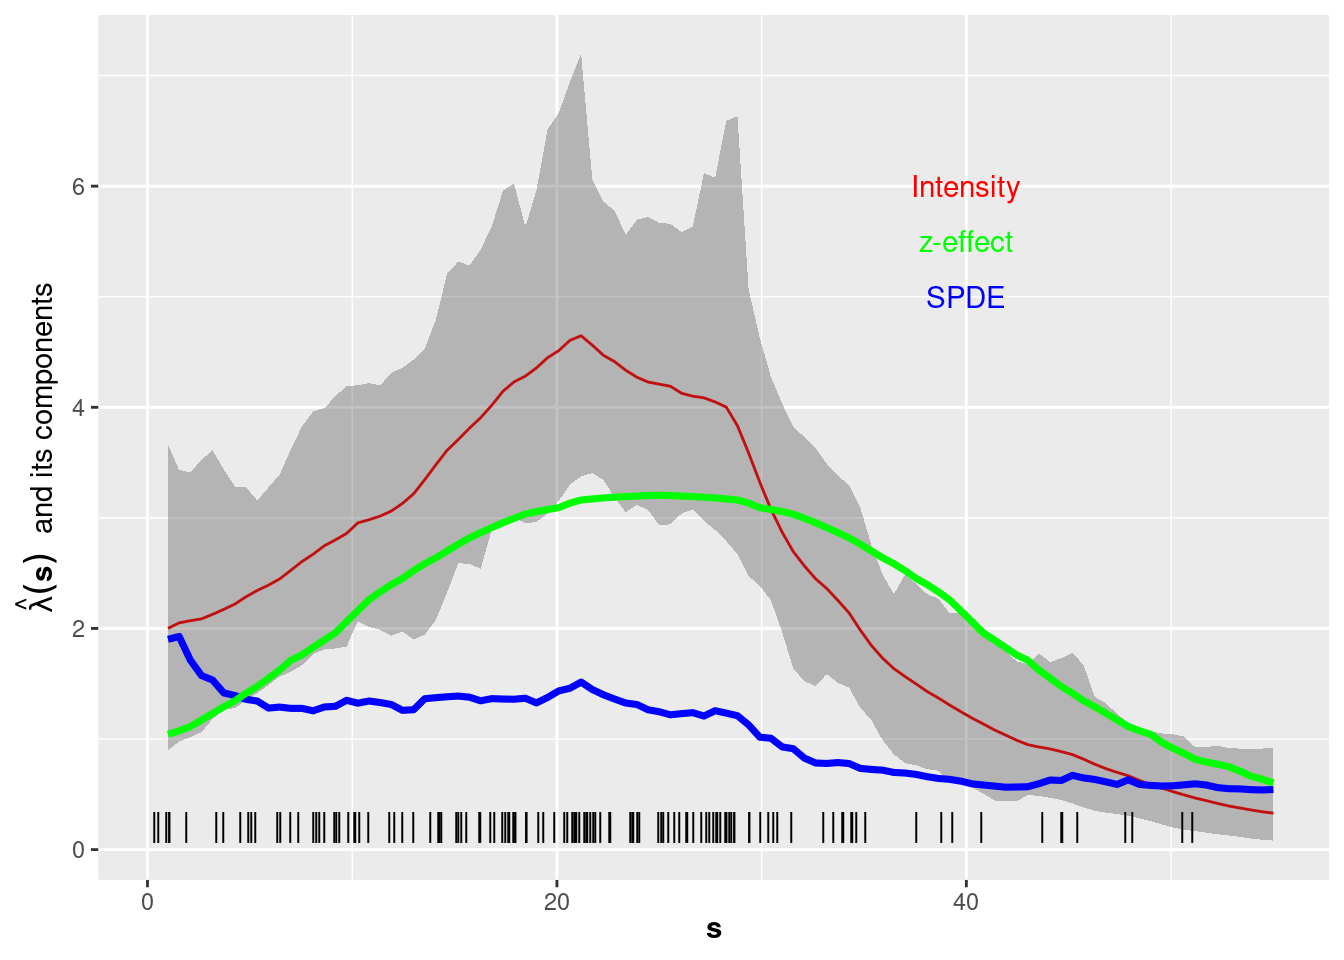 λ̂(s) and its components
6
4
2
0
Intensity
z-effect
SPDE
0 20 40
s